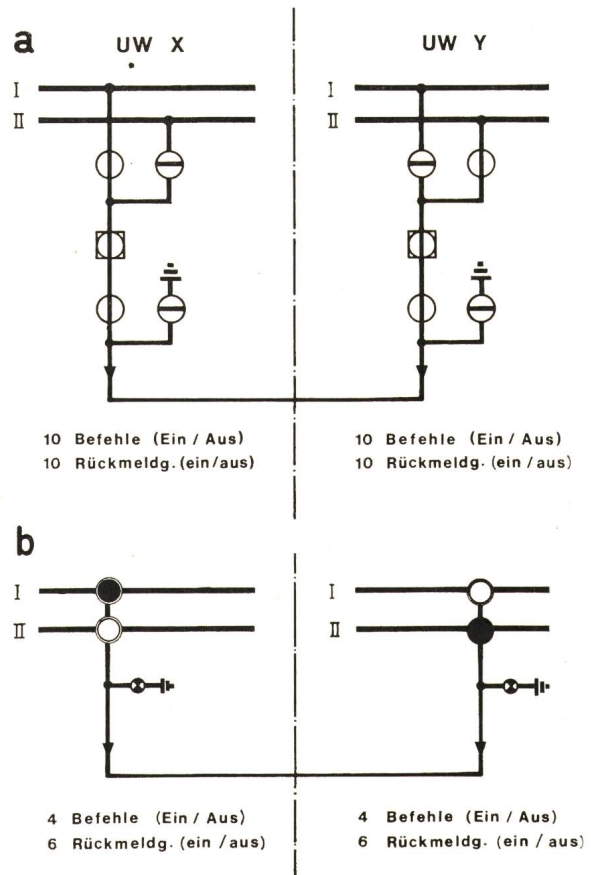 a
UW X
UW Y
I
I
II
II
10 Befehle (Ein / Aus)
10 Rückmeldg. (ein/aus)
10 Befehle (Ein / Aus)
10 Rückmeldg. (ein/aus)
b
I
I
II
II
4 Befehle (Ein / Aus)
6 Rückmeldg. (ein /aus)
4 Befehle (Ein / Aus)
6 Rückmeldg. (ein / aus)